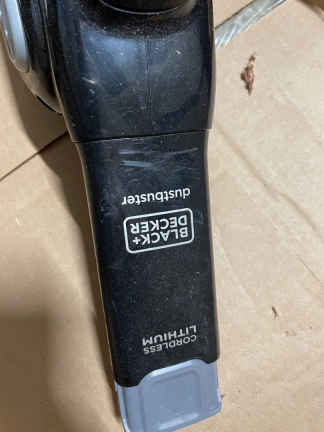 CORDLESS
LITHIUM
BLACK+
DECKER
dustbuster